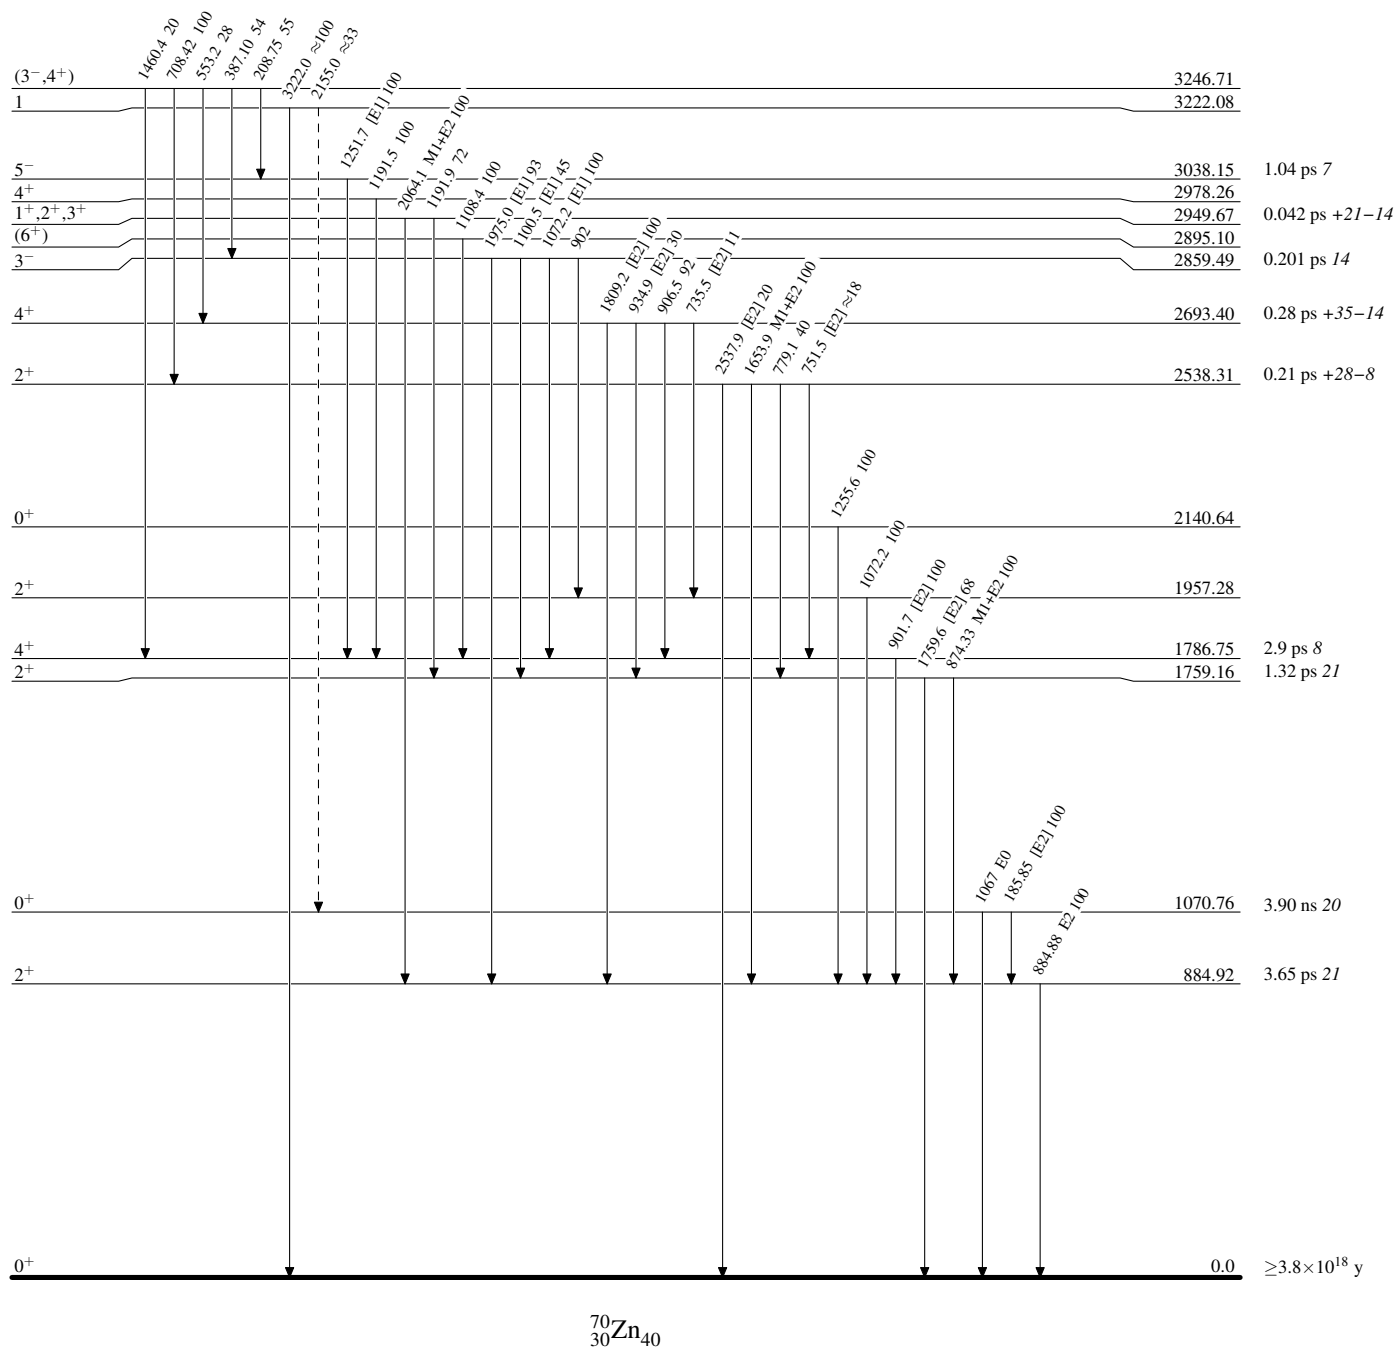 1460.4 20
708.42 100
553.2 28
387.10 54
208.75 55
3222.0 ≈100
2155.0 ≈33
(3⁻,4⁺) 3246.71
1 3222.08
1251.7 [E1] 100
5⁻ 3038.15 1.04 ps 7
1191.5 100
4⁺ 2978.26
2064.1 M1+E2 100
1191.9 72
1⁺,2⁺,3⁺ 2949.67 0.042 ps +21−14
1108.4 100
(6⁺) 2895.10
1975.0 [E1] 93
1100.5 [E1] 45
1072.2 [E1] 100
902
3⁻ 2859.49 0.201 ps 14
1809.2 [E2] 100
934.9 [E2] 30
906.5 92
735.5 [E2] 11
4⁺ 2693.40 0.28 ps +35−14
2537.9 [E2] 20
1653.9 M1+E2 100
779.1 40
751.5 [E2] ≈18
2⁺ 2538.31 0.21 ps +28−8
1255.6 100
0⁺ 2140.64
1072.2 100
2⁺ 1957.28
901.7 [E2] 100
4⁺ 1786.75 2.9 ps 8
1759.6 [E2] 68
874.33 M1+E2 100
2⁺ 1759.16 1.32 ps 21
1067 E0
185.85 [E2] 100
0⁺ 1070.76 3.90 ns 20
884.88 E2 100
2⁺ 884.92 3.65 ps 21
0⁺ 0.0 ≥3.8×10¹⁸ y
⁷⁰₃₀Zn₄₀